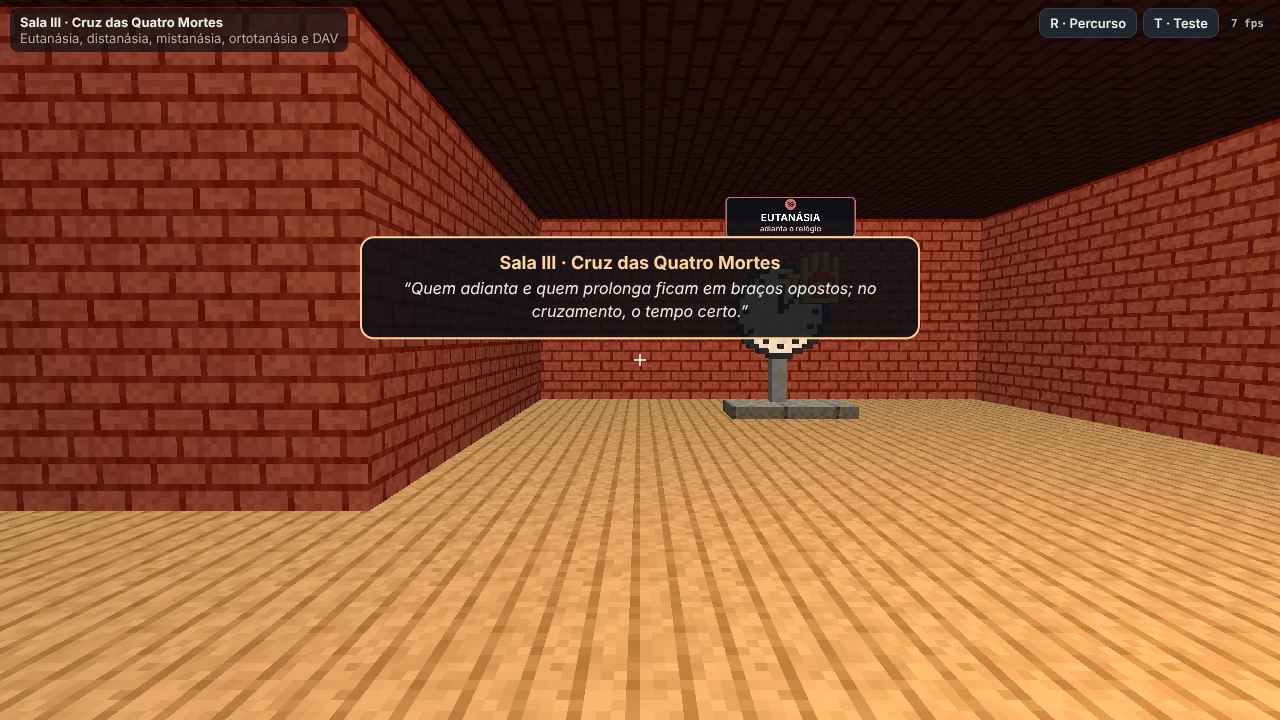 Sala III · Cruz das Quatro Mortes
Eutanásia, distanásia, mistanásia, ortotanásia e DAV
R · Percurso
T · Teste
7 fps
EUTANÁSIA
adianta o relógio
Sala III · Cruz das Quatro Mortes
“Quem adianta e quem prolonga ficam em braços opostos; no
cruzamento, o tempo certo.”